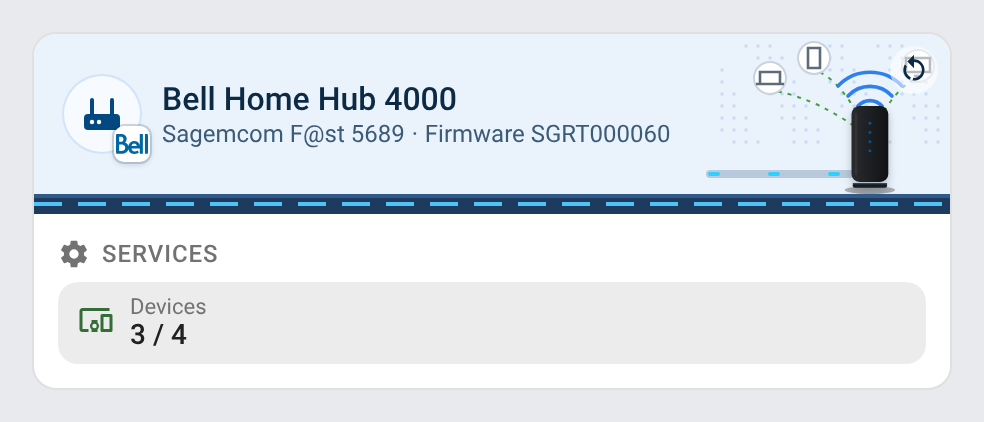 Bell Home Hub 4000
Bell
Sagemcom F@st 5689 · Firmware SGRT000060
SERVICES
Devices
3 / 4